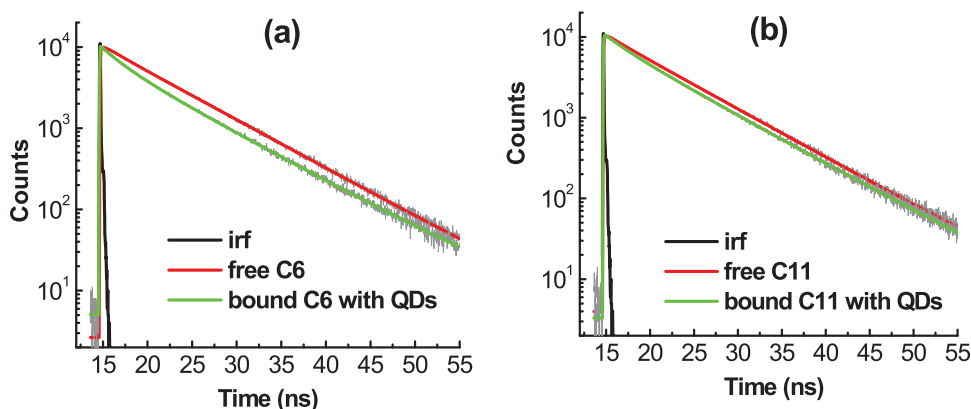 (a)
10⁴
10³
10²
10¹
Counts
irf
free C6
bound C6 with QDs
15 20 25 30 35 40 45 50 55
Time (ns)
(b)
10⁴
10³
10²
10¹
Counts
irf
free C11
bound C11 with QDs
15 20 25 30 35 40 45 50 55
Time (ns)